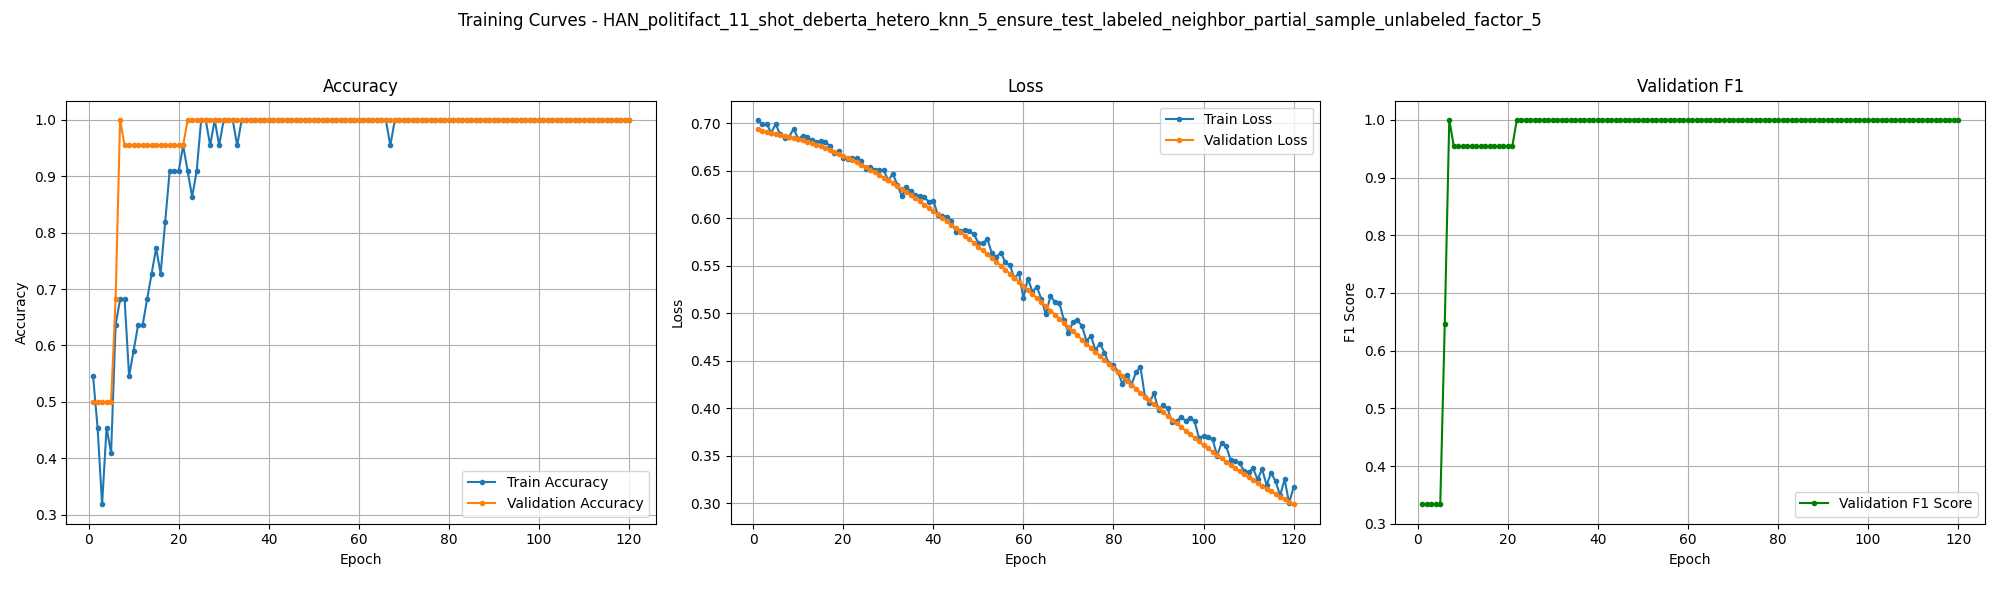 Training Curves - HAN_politifact_11_shot_deberta_hetero_knn_5_ensure_test_labeled_neighbor_partial_sample_unlabeled_factor_5
Accuracy
Accuracy
1.0
0.9
0.8
0.7
0.6
0.5
0.4
0.3
Train Accuracy
Validation Accuracy
0 20 40 60 80 100 120
Epoch
Loss
Loss
0.70
0.65
0.60
0.55
0.50
0.45
0.40
0.35
0.30
Train Loss
Validation Loss
0 20 40 60 80 100 120
Epoch
Validation F1
F1 Score
1.0
0.9
0.8
0.7
0.6
0.5
0.4
0.3
Validation F1 Score
0 20 40 60 80 100 120
Epoch